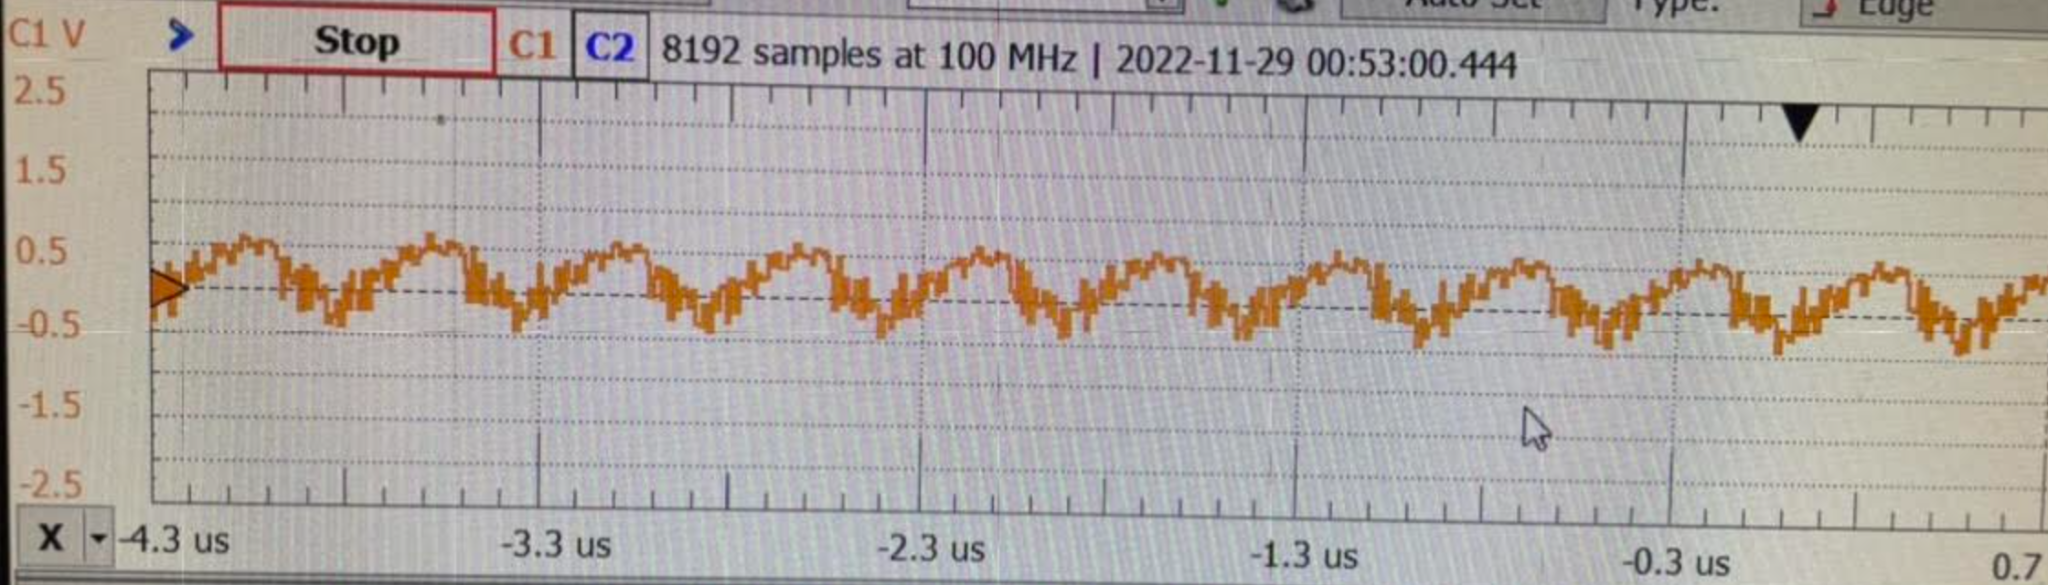 Type: Edge
C1 V Stop C1 C2 8192 samples at 100 MHz | 2022-11-29 00:53:00.444
2.5
1.5
0.5
-0.5
-1.5
-2.5
X -4.3 us -3.3 us -2.3 us -1.3 us -0.3 us 0.7